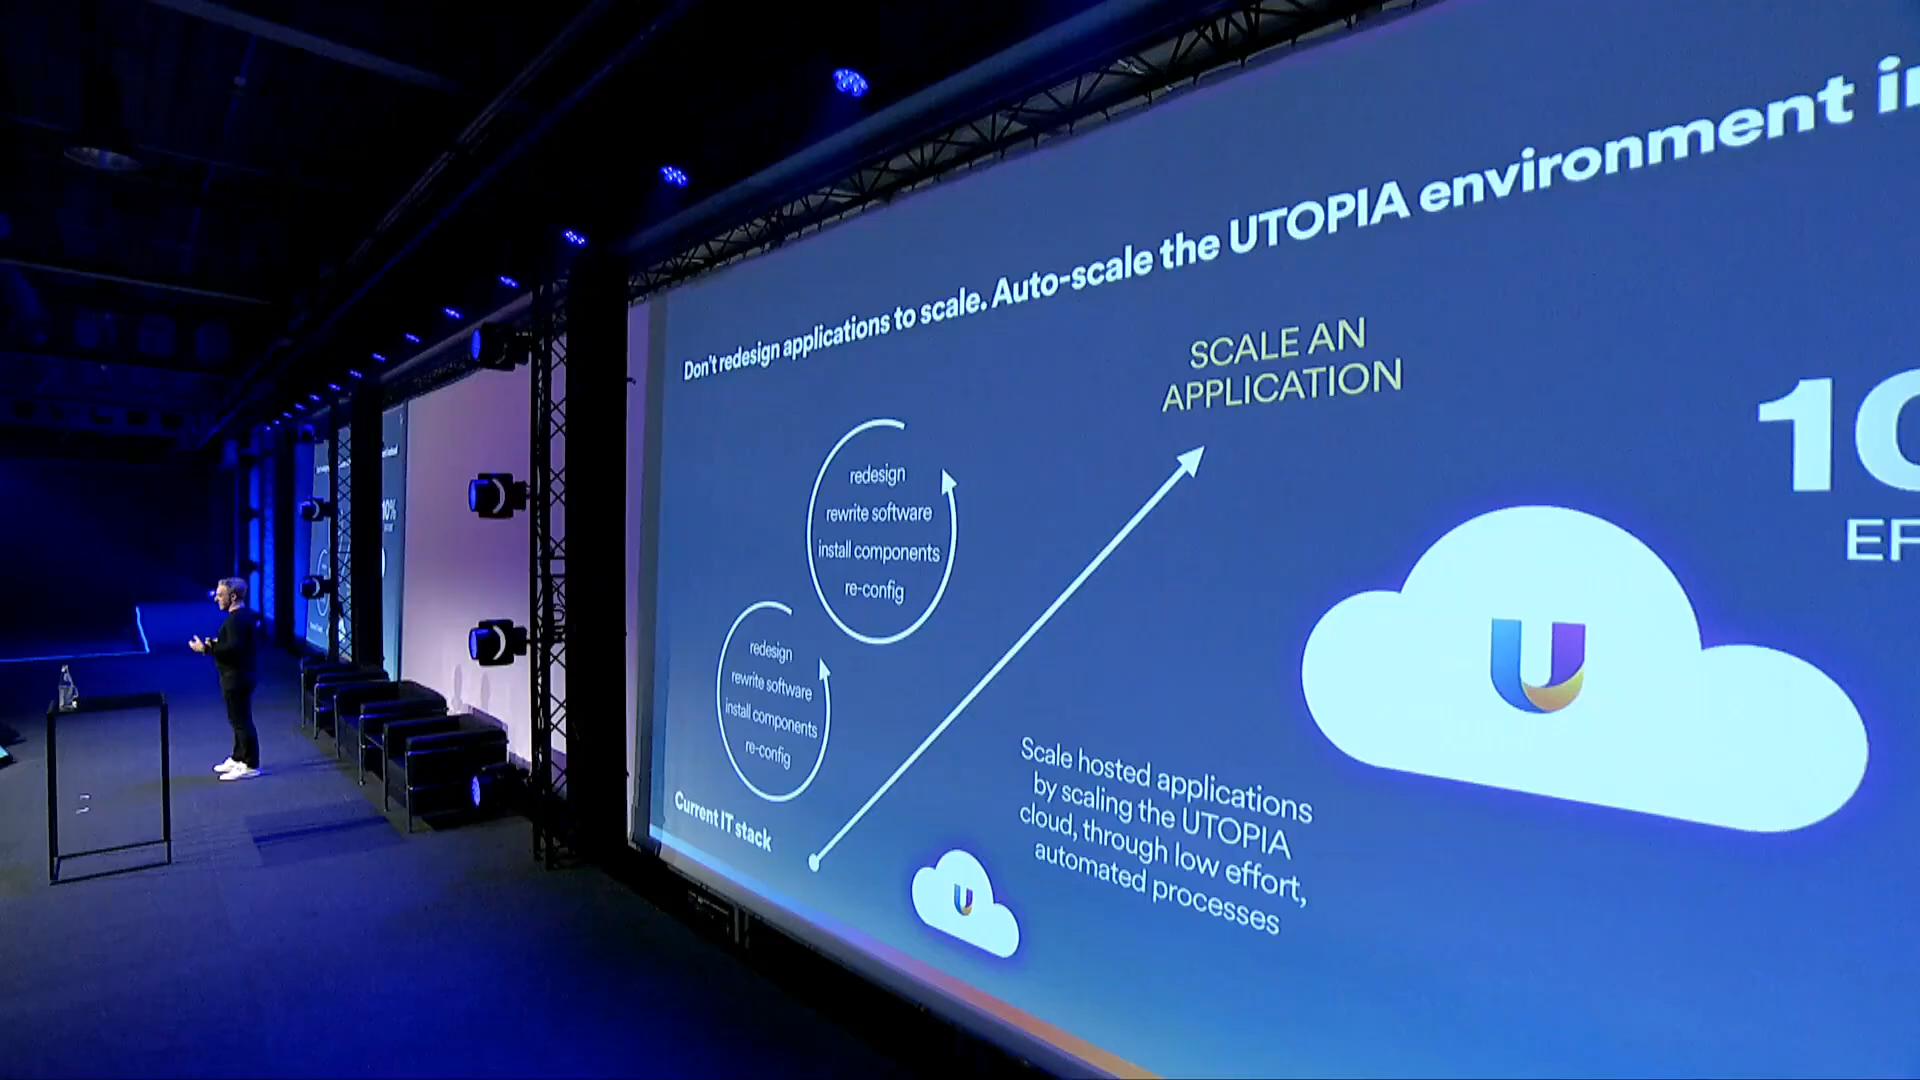 Don't redesign applications to scale. Auto-scale the UTOPIA environment
SCALE AN
APPLICATION
redesign
rewrite software
install components
re-config
redesign
rewrite software
install components
re-config
Current IT stack
Scale hosted applications
by scaling the UTOPIA
cloud, through low effort,
automated processes
U
U
10%